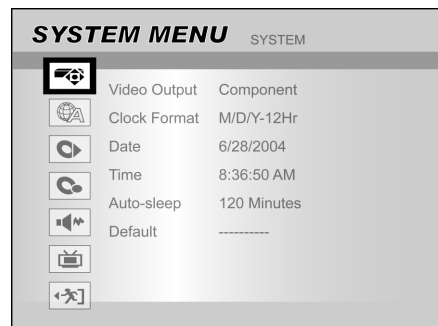 SYSTEM MENU SYSTEM
Video Output Component
Clock Format M/D/Y-12Hr
Date 6/28/2004
Time 8:36:50 AM
Auto-sleep 120 Minutes
Default ----------